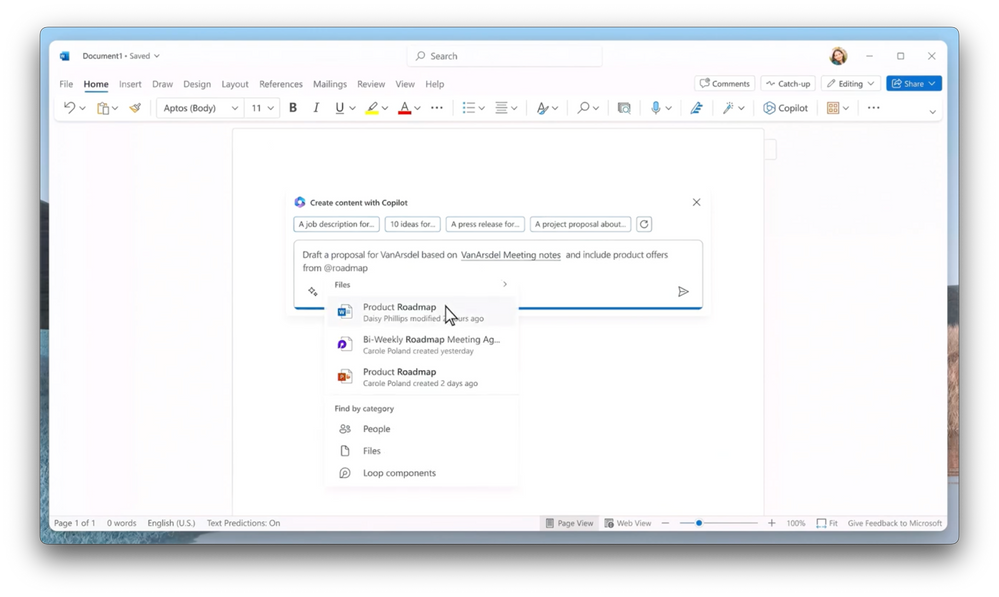 Document1 • Saved
Search
File Home Insert Draw Design Layout References Mailings Review View Help
Comments Catch-up Editing Share
Aptos (Body) 11 B I U A Copilot
Create content with Copilot
A job description for... 10 ideas for... A press release for... A project proposal about...
Draft a proposal for VanArsdel based on VanArsdel Meeting notes and include product offers
from @roadmap
Files
Product Roadmap
Daisy Phillips modified ago
Bi-Weekly Roadmap Meeting Ag...
Carole Poland created yesterday
Product Roadmap
Carole Poland created 2 days ago
Find by category
People
Files
Loop components
Page 1 of 1 0 words English (U.S.) Text Predictions: On Page View Web View 100% Fit Give Feedback to Microsoft